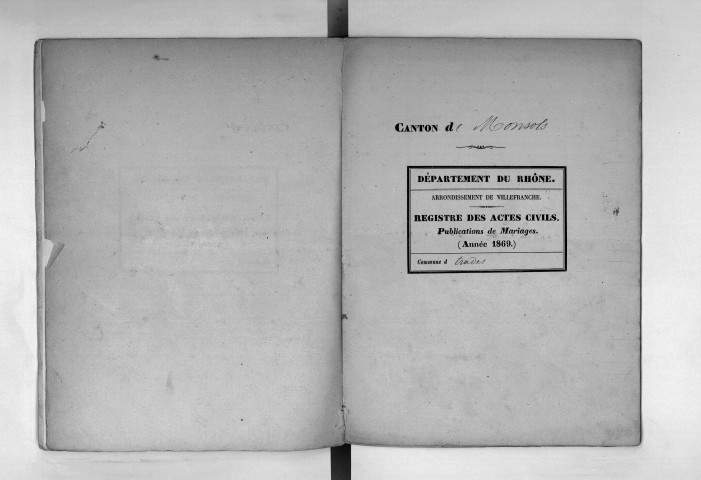 CANTON de Monsols
DÉPARTEMENT DU RHÔNE.
ARRONDISSEMENT DE VILLEFRANCHE.
REGISTRE DES ACTES CIVILS.
Publications de Mariages.
(Année 1869.)
Commune d trades